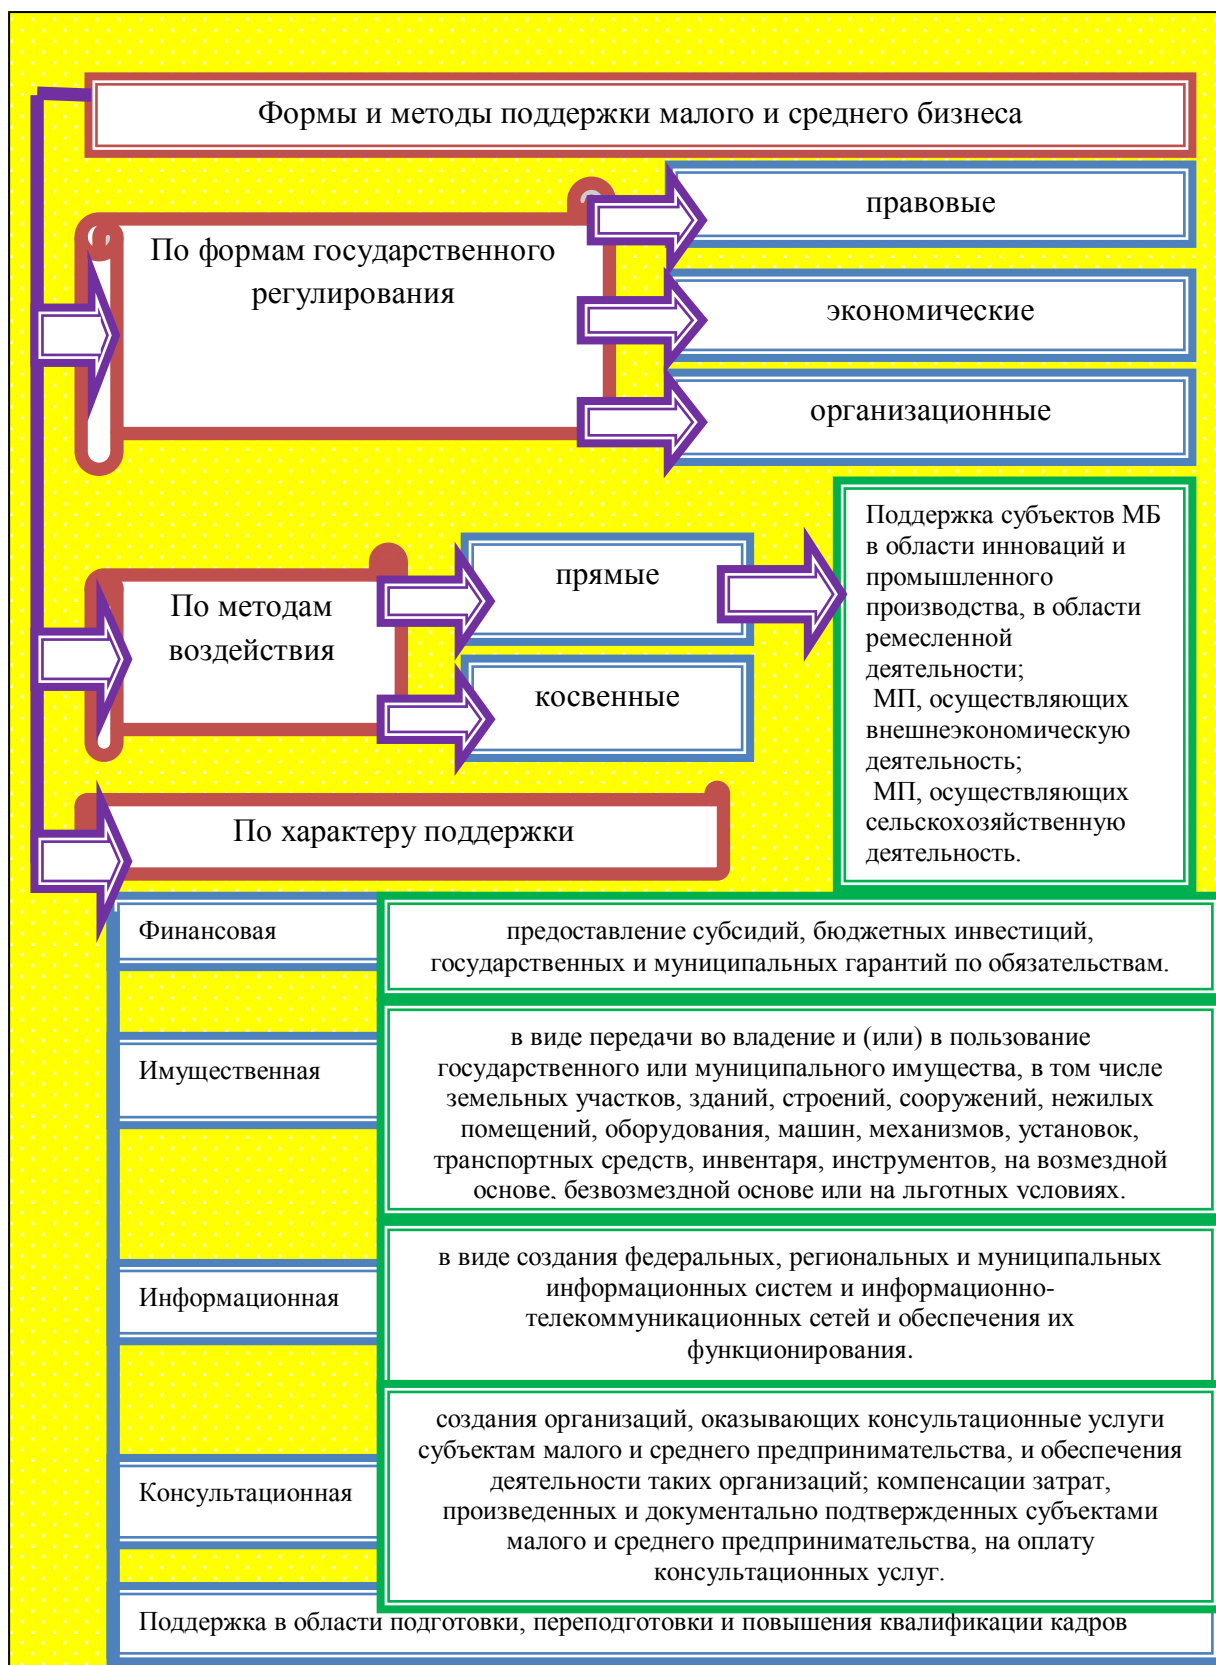 Формы и методы поддержки малого и среднего бизнеса
По формам государственного
регулирования
правовые
экономические
организационные
По методам
воздействия
прямые
косвенные
Поддержка субъектов МБ
в области инноваций и
промышленного
производства, в области
ремесленной
деятельности;
МП, осуществляющих
внешнеэкономическую
деятельность;
МП, осуществляющих
сельскохозяйственную
деятельность.
По характеру поддержки
Финансовая
предоставление субсидий, бюджетных инвестиций,
государственных и муниципальных гарантий по обязательствам.
Имущественная
в виде передачи во владение и (или) в пользование
государственного или муниципального имущества, в том числе
земельных участков, зданий, строений, сооружений, нежилых
помещений, оборудования, машин, механизмов, установок,
транспортных средств, инвентаря, инструментов, на возмездной
основе, безвозмездной основе или на льготных условиях.
Информационная
в виде создания федеральных, региональных и муниципальных
информационных систем и информационно-
телекоммуникационных сетей и обеспечения их
функционирования.
Консультационная
создания организаций, оказывающих консультационные услуги
субъектам малого и среднего предпринимательства, и обеспечения
деятельности таких организаций; компенсации затрат,
произведенных и документально подтвержденных субъектами
малого и среднего предпринимательства, на оплату
консультационных услуг.
Поддержка в области подготовки, переподготовки и повышения квалификации кадров